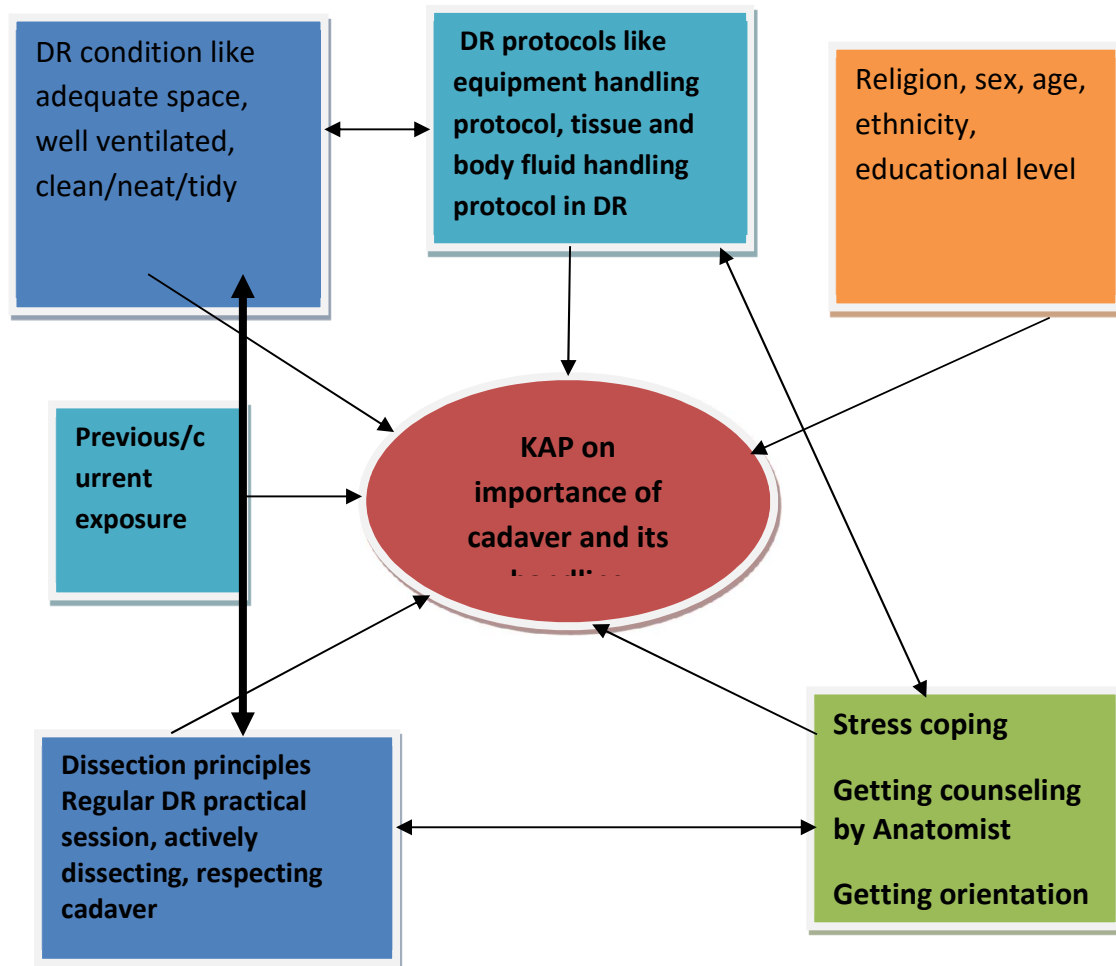 DR condition like
adequate space,
well ventilated,
clean/neat/tidy
DR protocols like
equipment handling
protocol, tissue and
body fluid handling
protocol in DR
Religion, sex, age,
ethnicity,
educational level
Previous/c
urrent
exposure
KAP on
importance of
cadaver and its
Dissection principles
Regular DR practical
session, actively
dissecting, respecting
cadaver
Stress coping
Getting counseling
by Anatomist
Getting orientation